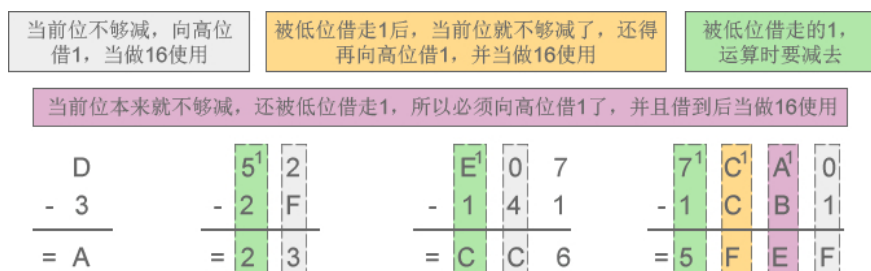 当前位不够减，向高位
借1，当做16使用
被低位借走1后，当前位就不够减了，还得
再向高位借1，并当做16使用
被低位借走的1，
运算时要减去
当前位本来就不够减，还被低位借走1，所以必须向高位借1了，并且借到后当做16使用
D
- 3
= A
5¹ 2
- 2 F
= 2 3
E¹ 0 7
- 1 4 1
= C C 6
7¹ C¹ A¹ 0
- 1 C B 1
= 5 F E F